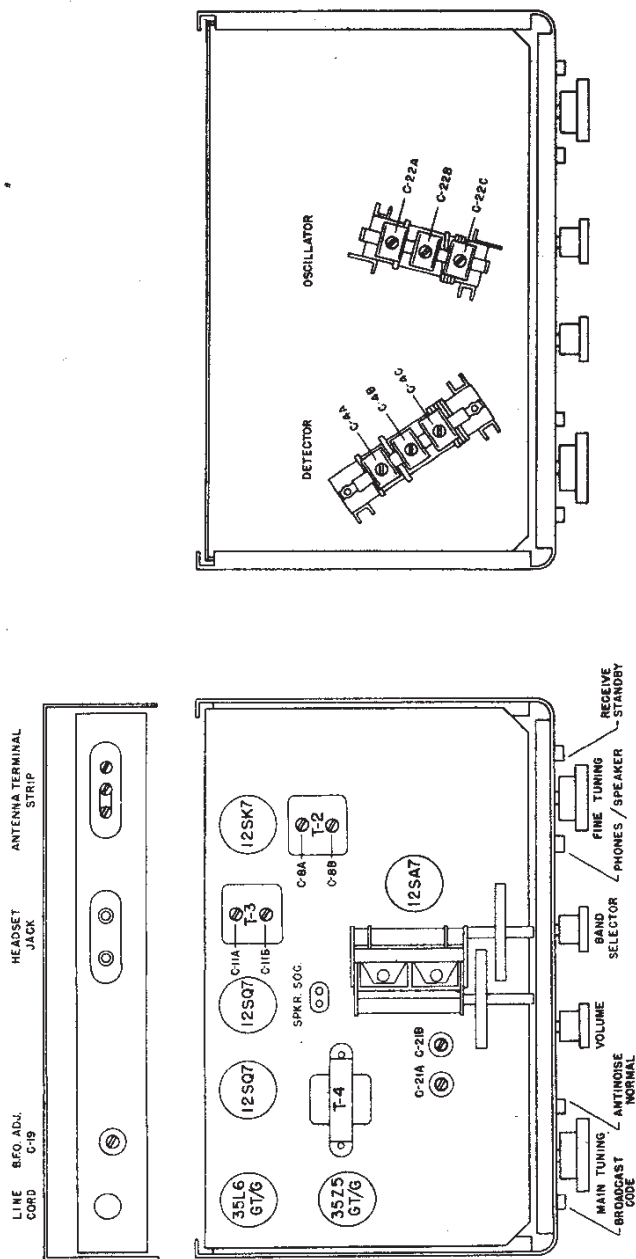 OSCILLATOR
C-22A
C-22B
C-22C
DETECTOR
C-4A
C-4B
C-4C
LINE
CORD
B.F.O. ADJ.
C-19
HEADSET
JACK
ANTENNA TERMINAL
STRIP
35L6
GT/G
12SQ7
12SQ7
C-11A
T-3
C-11B
12SK7
C-8A
T-2
C-8B
SPKR. SOC.
35Z5
GT/G
T-4
C-21A
C-21B
12SA7
MAIN TUNING
BROADCAST
CODE
ANTINOISE
NORMAL
VOLUME
BAND
SELECTOR
PHONES / SPEAKER
FINE TUNING
RECEIVE
STANDBY